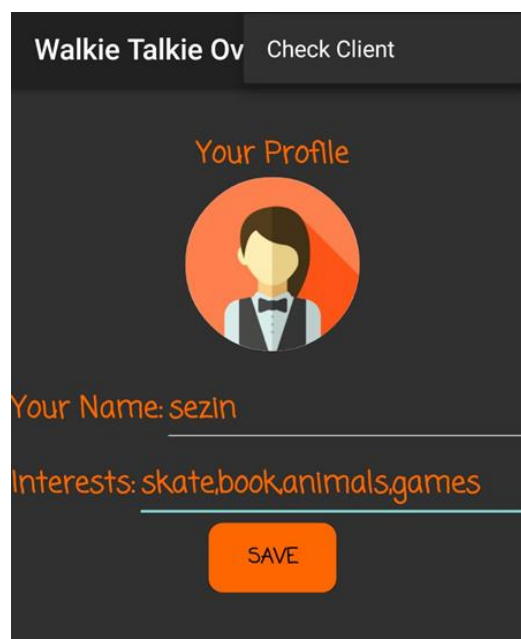 Walkie Talkie Ov
Check Client
Your Profile
Your Name: sezin
Interests: skate,book,animals,games
SAVE